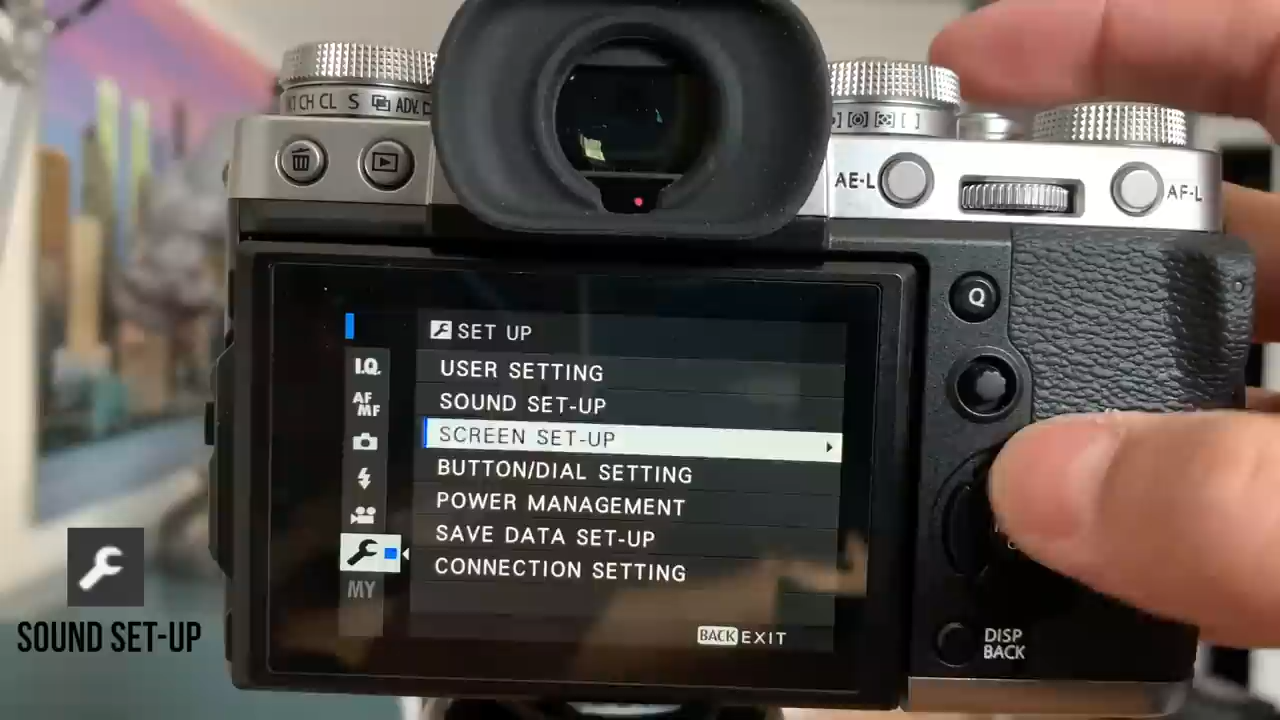 CH CL S ADV.
AE-L
AF-L
Q
SET UP
I.Q.
USER SETTING
AF
MF
SOUND SET-UP
SCREEN SET-UP
BUTTON/DIAL SETTING
POWER MANAGEMENT
SAVE DATA SET-UP
CONNECTION SETTING
MY
BACK EXIT
DISP
BACK
SOUND SET-UP